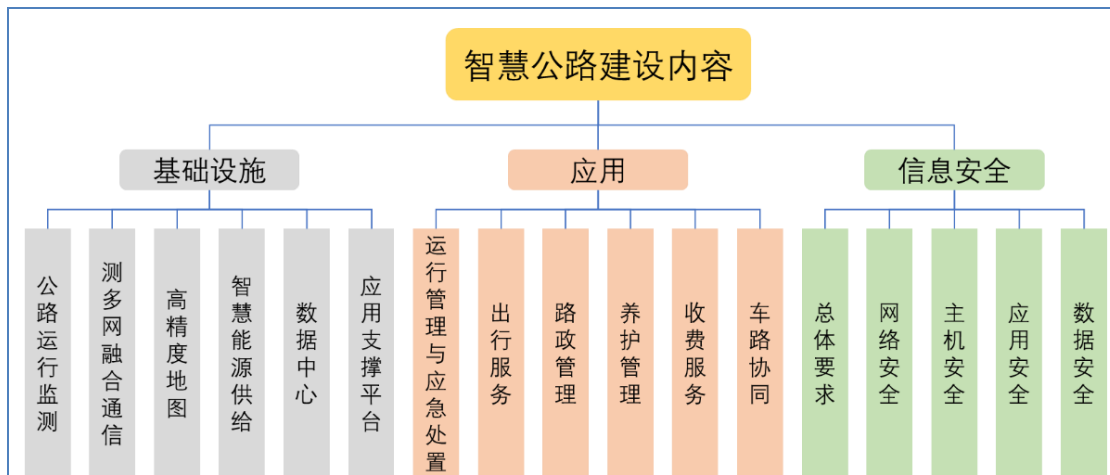 智慧公路建设内容
基础设施
应用
信息安全
公路运行监测
测多网融合通信
高精度地图
智慧能源供给
数据中心
应用支撑平台
运行管理与应急处置
出行服务
路政管理
养护管理
收费服务
车路协同
总体要求
网络安全
主机安全
应用安全
数据安全